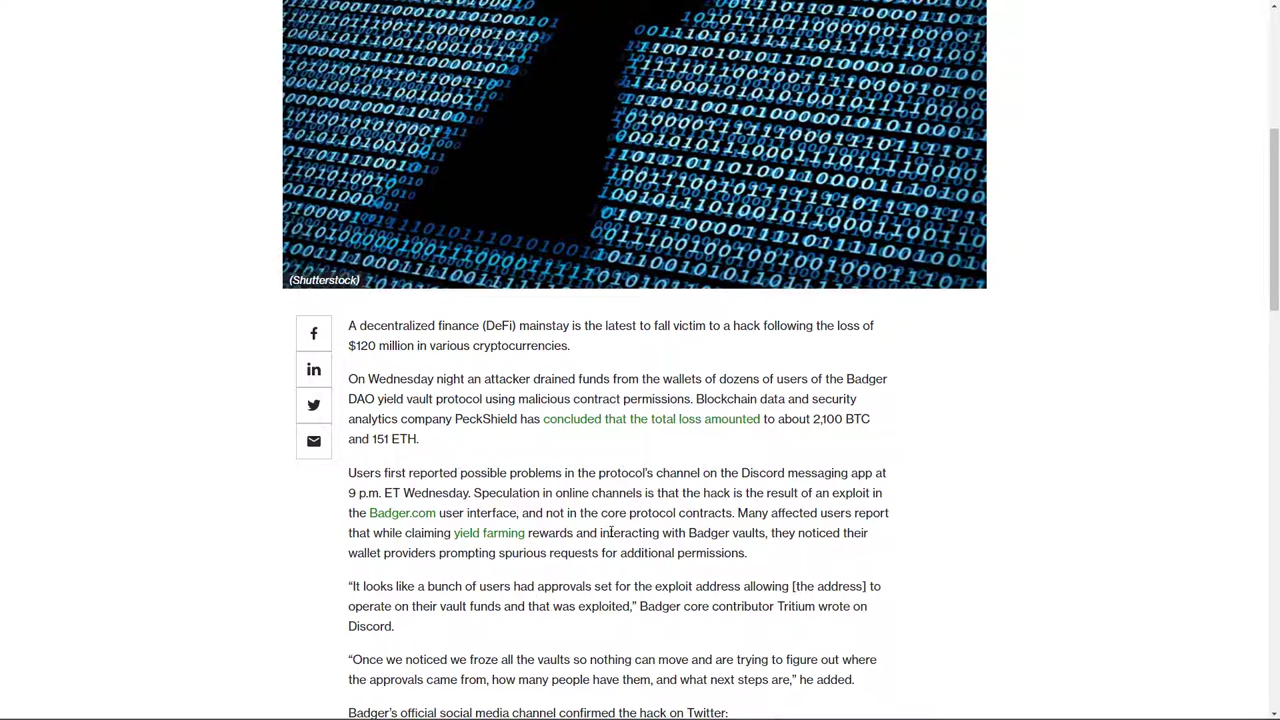 (Shutterstock)
A decentralized finance (DeFi) mainstay is the latest to fall victim to a hack following the loss of
$120 million in various cryptocurrencies.
On Wednesday night an attacker drained funds from the wallets of dozens of users of the Badger
DAO yield vault protocol using malicious contract permissions. Blockchain data and security
analytics company PeckShield has concluded that the total loss amounted to about 2,100 BTC
and 151 ETH.
Users first reported possible problems in the protocol’s channel on the Discord messaging app at
9 p.m. ET Wednesday. Speculation in online channels is that the hack is the result of an exploit in
the Badger.com user interface, and not in the core protocol contracts. Many affected users report
that while claiming yield farming rewards and interacting with Badger vaults, they noticed their
wallet providers prompting spurious requests for additional permissions.
“It looks like a bunch of users had approvals set for the exploit address allowing [the address] to
operate on their vault funds and that was exploited,” Badger core contributor Tritium wrote on
Discord.
“Once we noticed we froze all the vaults so nothing can move and are trying to figure out where
the approvals came from, how many people have them, and what next steps are,” he added.
Badger’s official social media channel confirmed the hack on Twitter: